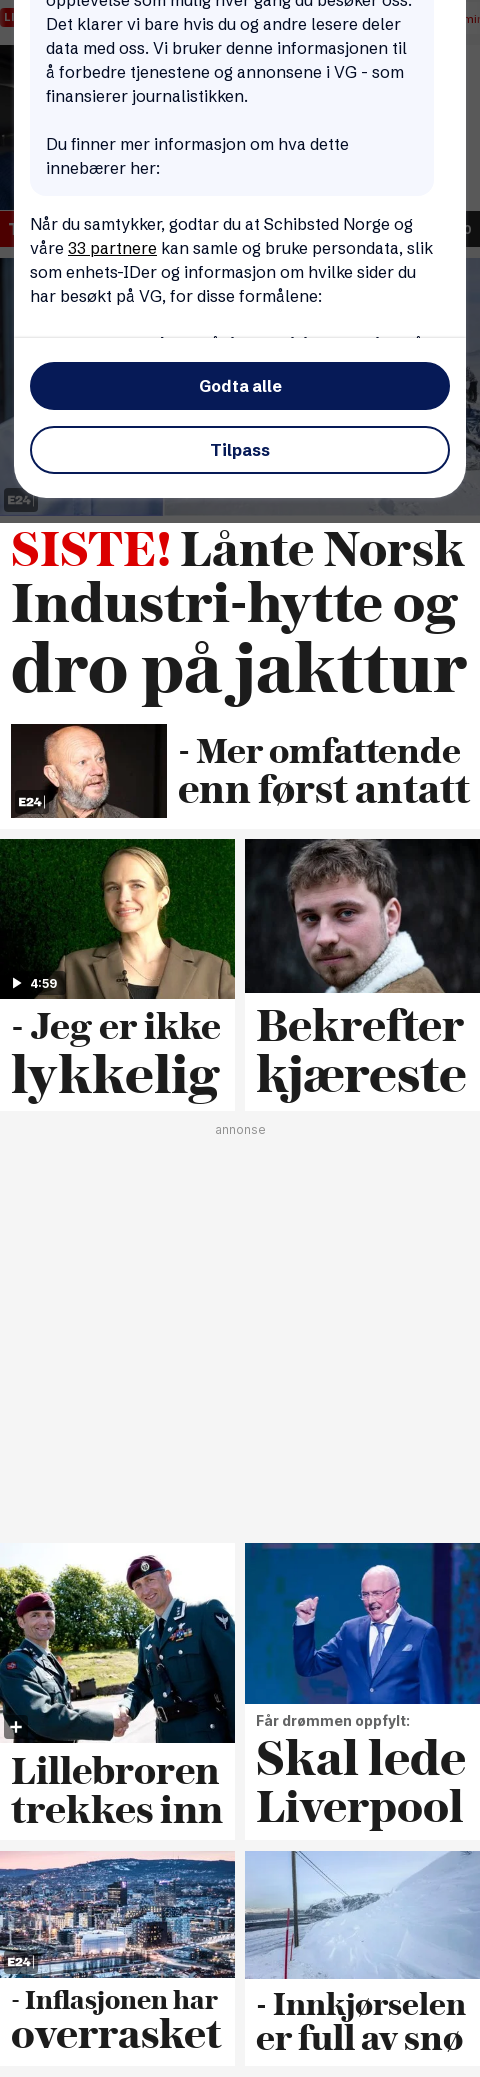 opplevelse som mulig hver gang du besøker oss.
Det klarer vi bare hvis du og andre lesere deler
data med oss. Vi bruker denne informasjonen til
å forbedre tjenestene og annonsene i VG - som
finansierer journalistikken.
Du finner mer informasjon om hva dette
innebærer her:
Når du samtykker, godtar du at Schibsted Norge og
våre 33 partnere kan samle og bruke persondata, slik
som enhets-IDer og informasjon om hvilke sider du
har besøkt på VG, for disse formålene:
Godta alle
Tilpass
E24
SISTE! Lånte Norsk
Industri-hytte og
dro på jakttur
E24
- Mer omfattende
enn først antatt
4:59
- Jeg er ikke
lykkelig
Bekrefter
kjæreste
annonse
Lillebroren
trekkes inn
Får drømmen oppfylt:
Skal lede
Liverpool
E24
- Inflasjonen har
overrasket
- Innkjørselen
er full av snø